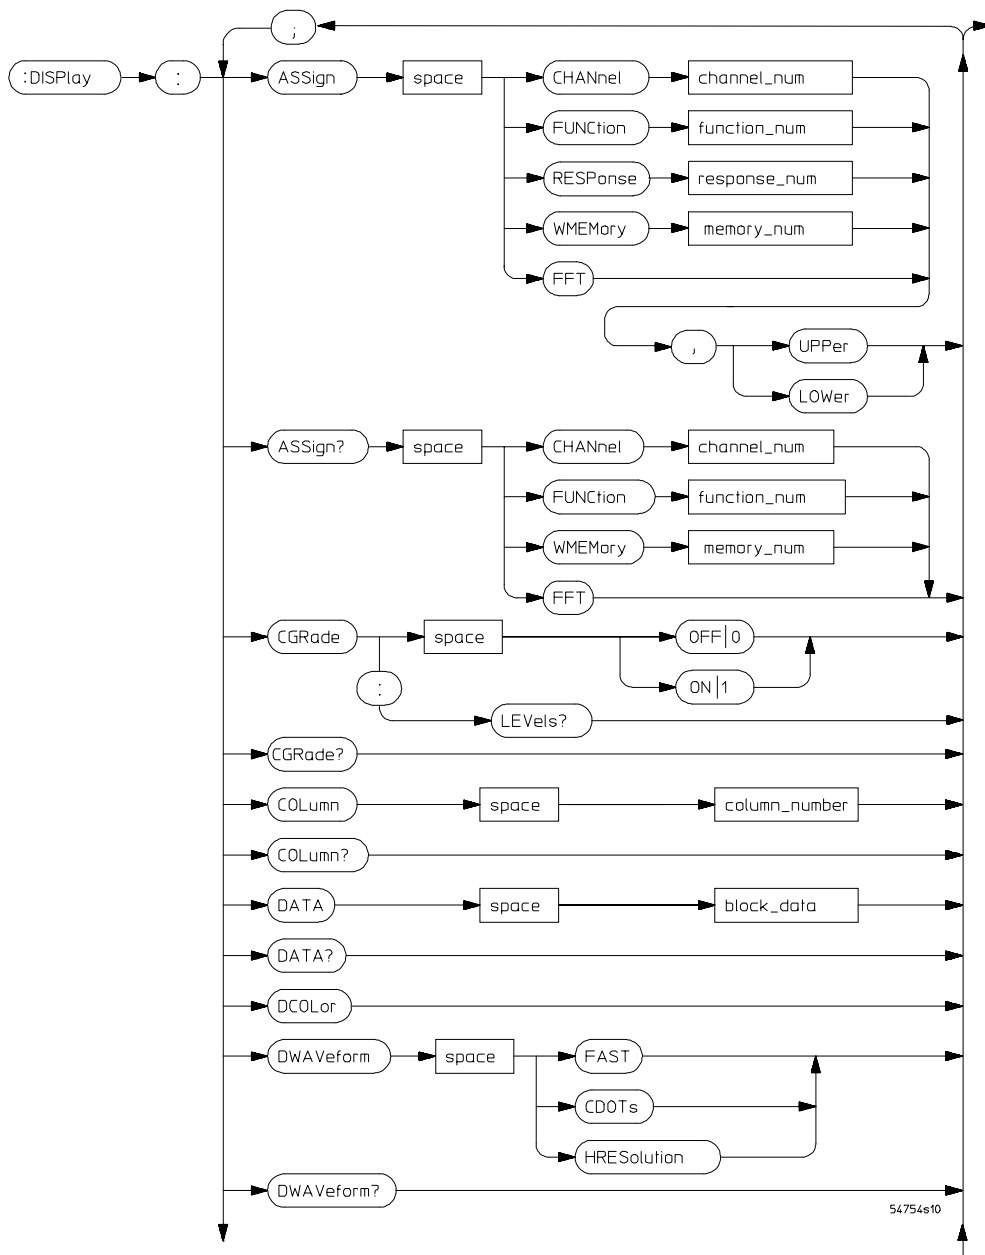 ;
:DISPlay : ASSign space CHANnel channel_num
FUNCtion function_num
RESPonse response_num
WMEMory memory_num
FFT
, UPPer
LOWer
ASSign? space CHANnel channel_num
FUNCtion function_num
WMEMory memory_num
FFT
CGRade space OFF|0
: ON|1
LEVels?
CGRade?
COLumn space column_number
COLumn?
DATA space block_data
DATA?
DCOLor
DWAVeform space FAST
CDOTs
HRESolution
DWAVeform?
54754s10